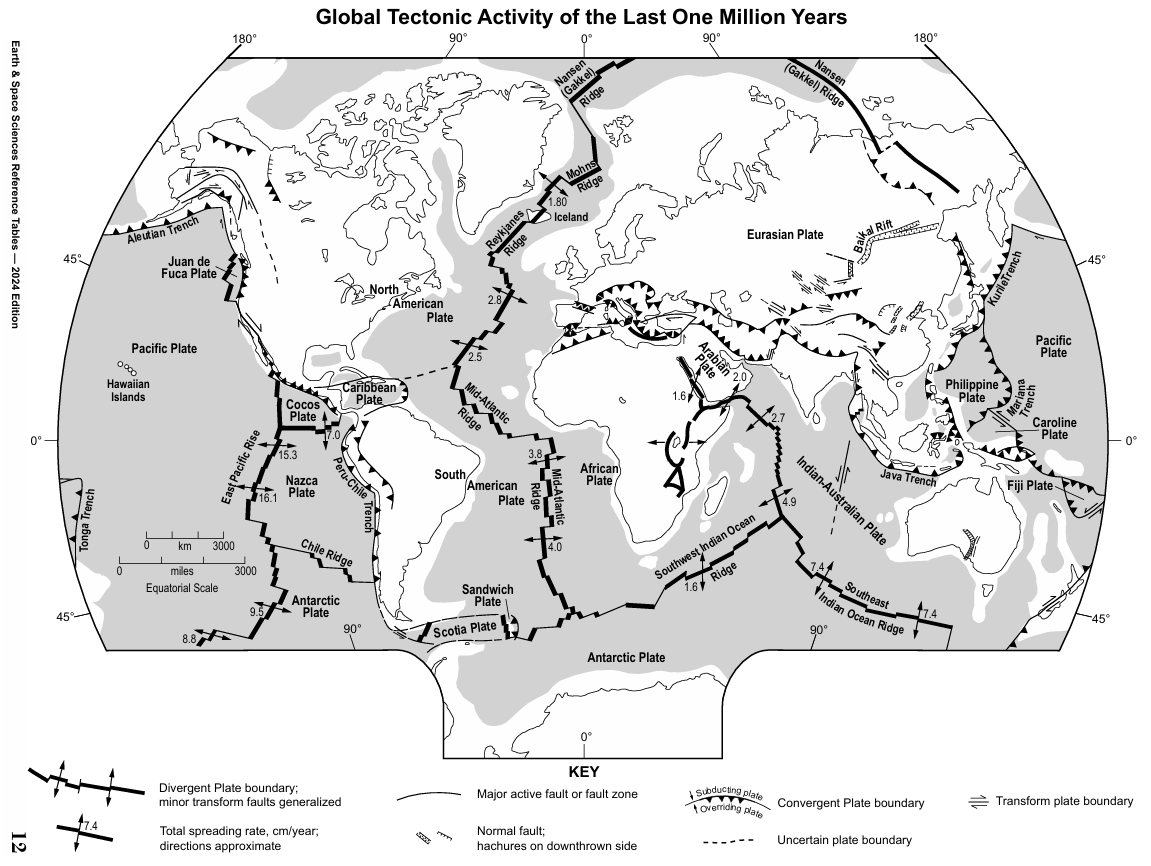 Global Tectonic Activity of the Last One Million Years
Earth & Space Sciences Reference Tables — 2024 Edition
180°
90°
0°
90°
180°
Nansen
(Gakkel)
Ridge
Nansen
(Gakkel) Ridge
Mohns
Ridge
1.80
Iceland
Reykjanes
Ridge
Aleutian Trench
Eurasian Plate
Baikal Rift
45°
45°
Juan de
Fuca Plate
Kurile Trench
North
American
Plate
2.8
2.5
Pacific Plate
Pacific
Plate
Hawaiian
Islands
Arabian
Plate
2.0
1.6
Caribbean
Plate
Mid-Atlantic
Ridge
Philippine
Plate
Mariana
Trench
Cocos
Plate
7.0
2.7
Caroline
Plate
0°
0°
East Pacific Rise
15.3
16.1
Nazca
Plate
Peru-Chile
Trench
South
American
Plate
3.8
Mid-Atlantic
Ridge
African
Plate
Indian-Australian Plate
Java Trench
Fiji Plate
Tonga Trench
4.9
4.0
0
km
3000
0
miles
3000
Equatorial Scale
Chile Ridge
Southwest Indian Ocean
Ridge
1.6
7.4
Southeast
Indian Ocean Ridge
7.4
Sandwich
Plate
Antarctic
Plate
9.5
8.8
Scotia Plate
45°
45°
90°
90°
Antarctic Plate
0°
KEY
Divergent Plate boundary;
minor transform faults generalized
Major active fault or fault zone
Subducting plate
Overriding plate
Convergent Plate boundary
Transform plate boundary
7.4
Total spreading rate, cm/year;
directions approximate
Normal fault;
hachures on downthrown side
Uncertain plate boundary
12